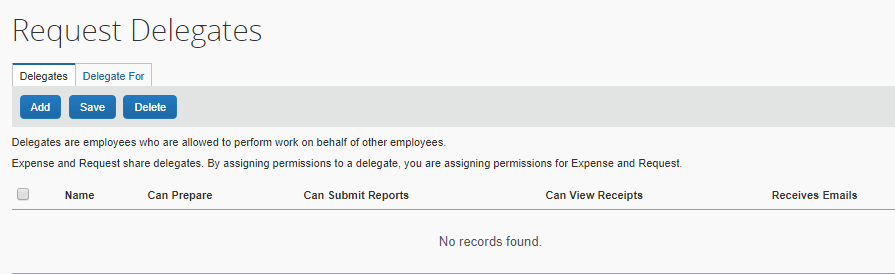 Request Delegates
Delegates Delegate For
Add Save Delete
Delegates are employees who are allowed to perform work on behalf of other employees.
Expense and Request share delegates. By assigning permissions to a delegate, you are assigning permissions for Expense and Request.
Name Can Prepare Can Submit Reports Can View Receipts Receives Emails
No records found.